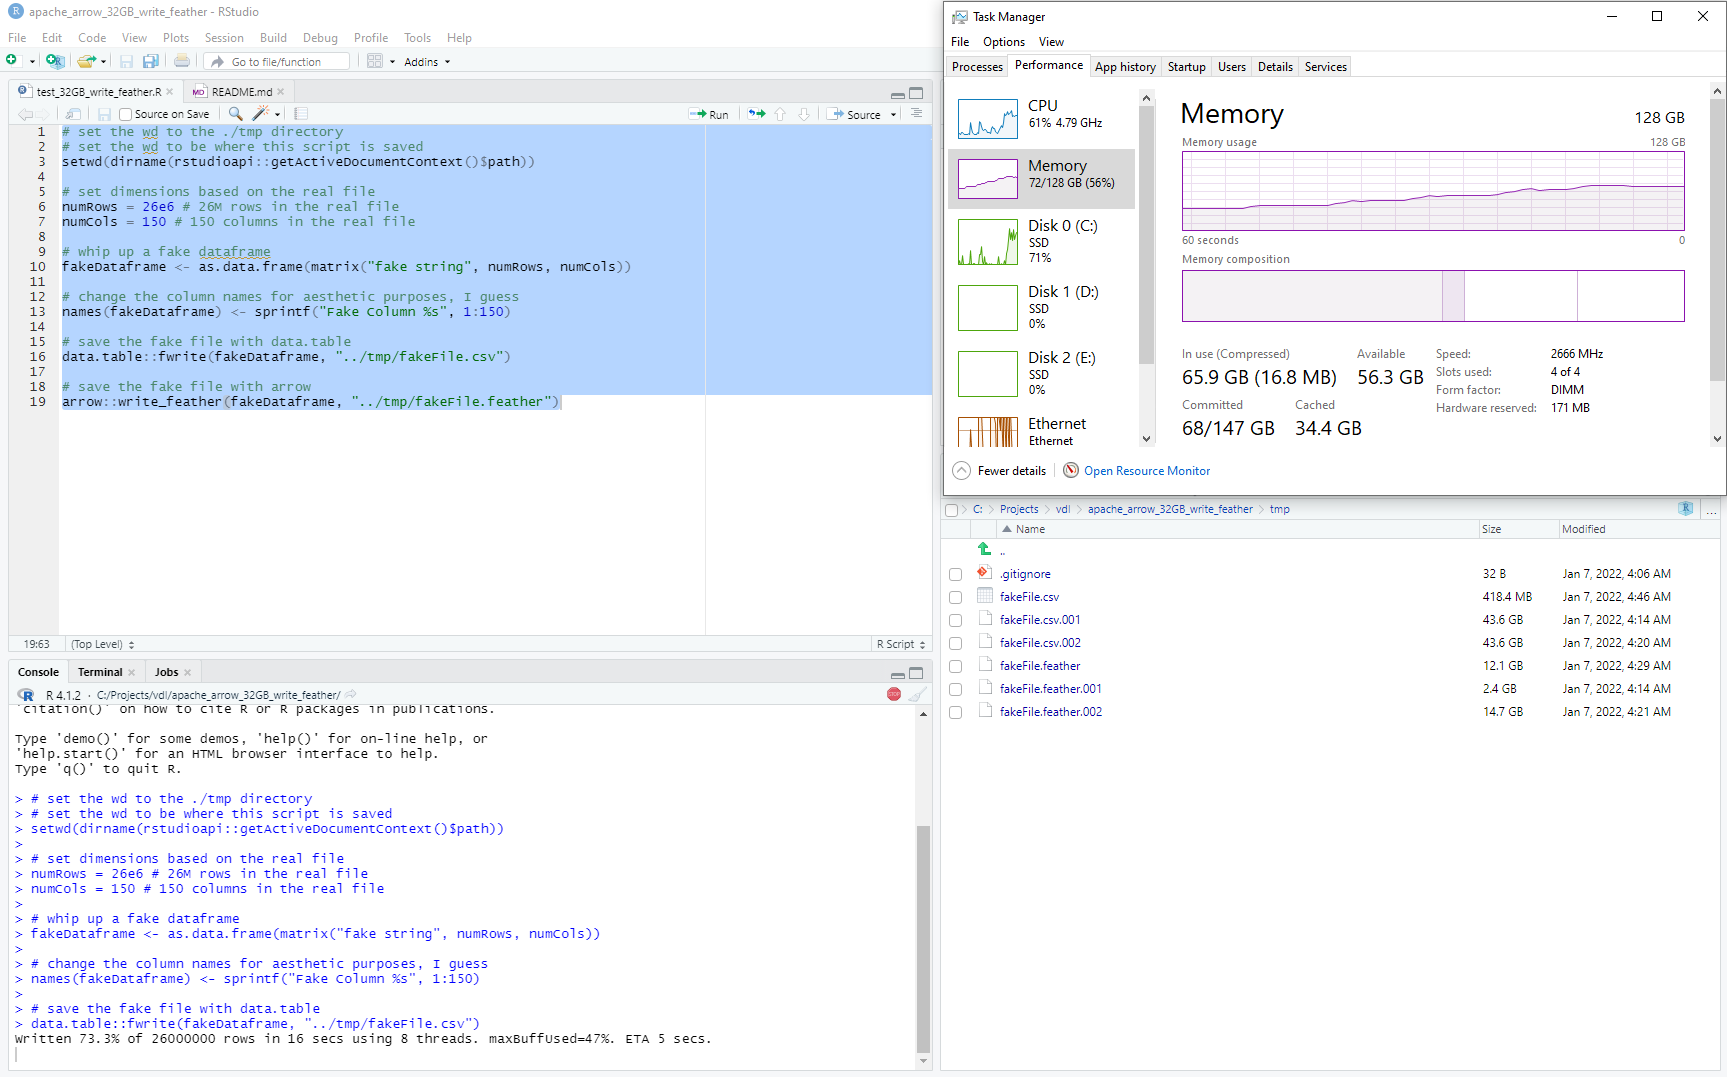 apache_arrow_32GB_write_feather - RStudio
File Edit Code View Plots Session Build Debug Profile Tools Help
Go to file/function Addins
test_32GB_write_feather.R README.md
Source on Save Run Source
1 # set the wd to the ./tmp directory
2 # set the wd to be where this script is saved
3 setwd(dirname(rstudioapi::getActiveDocumentContext()$path))
4
5 # set dimensions based on the real file
6 numRows = 26e6 # 26M rows in the real file
7 numCols = 150 # 150 columns in the real file
8
9 # whip up a fake dataframe
10 fakeDataframe <- as.data.frame(matrix("fake string", numRows, numCols))
11
12 # change the column names for aesthetic purposes, I guess
13 names(fakeDataframe) <- sprintf("Fake Column %s", 1:150)
14
15 # save the fake file with data.table
16 data.table::fwrite(fakeDataframe, "../tmp/fakeFile.csv")
17
18 # save the fake file with arrow
19 arrow::write_feather(fakeDataframe, "../tmp/fakeFile.feather")
19:63 (Top Level) R Script
Console Terminal Jobs
R 4.1.2 · C:/Projects/vdl/apache_arrow_32GB_write_feather/
'citation()' on how to cite R or R packages in publications.
Type 'demo()' for some demos, 'help()' for on-line help, or
'help.start()' for an HTML browser interface to help.
Type 'q()' to quit R.
> # set the wd to the ./tmp directory
> # set the wd to be where this script is saved
> setwd(dirname(rstudioapi::getActiveDocumentContext()$path))
>
> # set dimensions based on the real file
> numRows = 26e6 # 26M rows in the real file
> numCols = 150 # 150 columns in the real file
>
> # whip up a fake dataframe
> fakeDataframe <- as.data.frame(matrix("fake string", numRows, numCols))
>
> # change the column names for aesthetic purposes, I guess
> names(fakeDataframe) <- sprintf("Fake Column %s", 1:150)
>
> # save the fake file with data.table
> data.table::fwrite(fakeDataframe, "../tmp/fakeFile.csv")
Written 73.3% of 26000000 rows in 16 secs using 8 threads. maxBuffUsed=47%. ETA 5 secs.
Task Manager
File Options View
Processes Performance App history Startup Users Details Services
CPU
61% 4.79 GHz
Memory
72/128 GB (56%)
Disk 0 (C:)
SSD
71%
Disk 1 (D:)
SSD
0%
Disk 2 (E:)
SSD
0%
Ethernet
Ethernet
Memory 128 GB
Memory usage 128 GB
60 seconds 0
Memory composition
In use (Compressed) Available
65.9 GB (16.8 MB) 56.3 GB
Committed Cached
68/147 GB 34.4 GB
Speed: 2666 MHz
Slots used: 4 of 4
Form factor: DIMM
Hardware reserved: 171 MB
Fewer details Open Resource Monitor
C: Projects vdl apache_arrow_32GB_write_feather tmp ...
Name Size Modified
..
.gitignore 32 B Jan 7, 2022, 4:06 AM
fakeFile.csv 418.4 MB Jan 7, 2022, 4:46 AM
fakeFile.csv.001 43.6 GB Jan 7, 2022, 4:14 AM
fakeFile.csv.002 43.6 GB Jan 7, 2022, 4:20 AM
fakeFile.feather 12.1 GB Jan 7, 2022, 4:29 AM
fakeFile.feather.001 2.4 GB Jan 7, 2022, 4:14 AM
fakeFile.feather.002 14.7 GB Jan 7, 2022, 4:21 AM